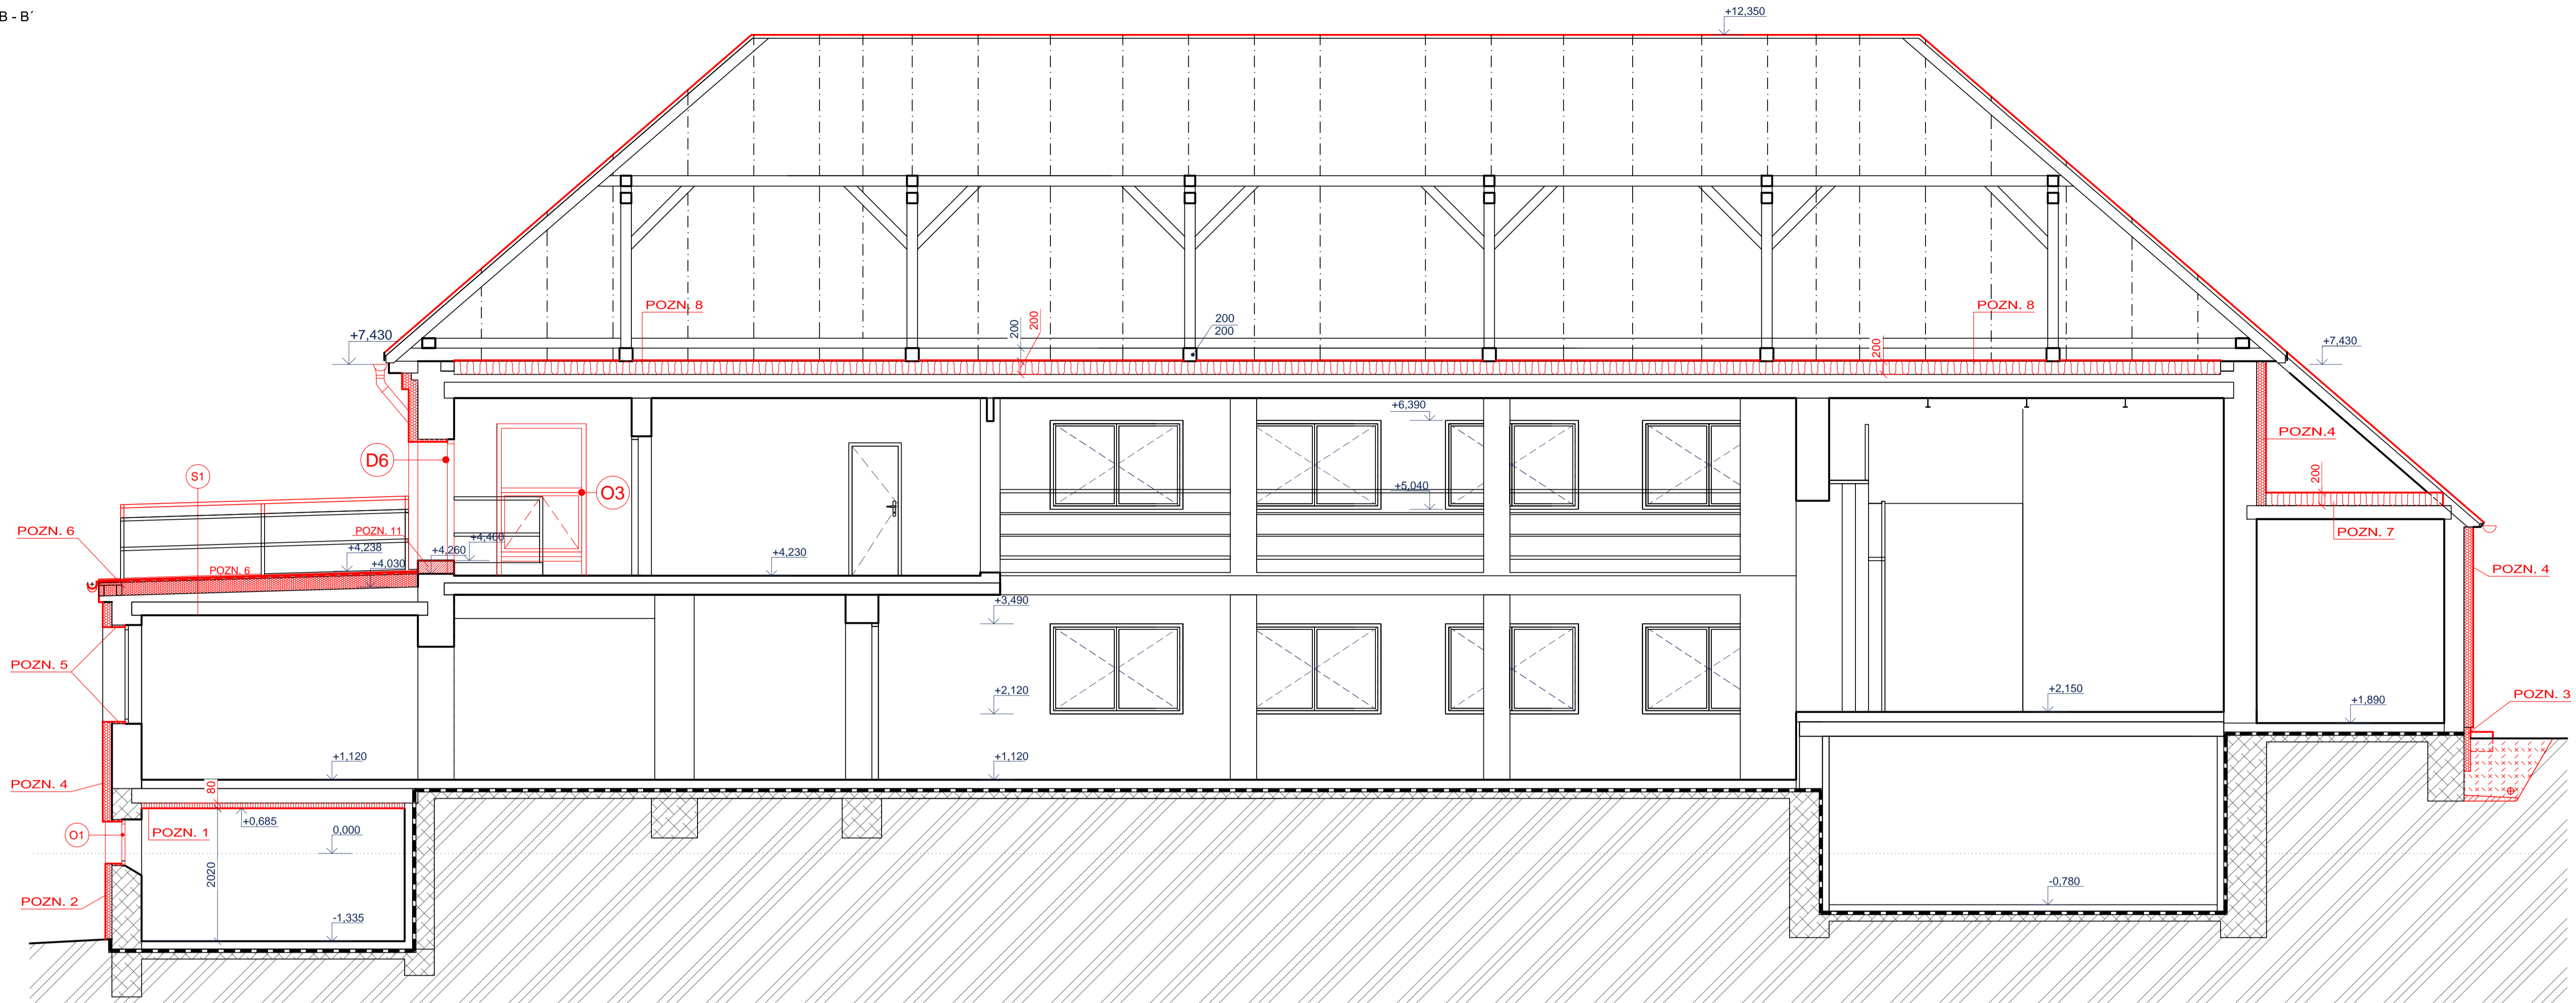 B - B´
+12,350
POZN. 8
200
200
200
200
POZN. 8
200
+7,430
+7,430
+6,390
POZN.4
D6
S1
O3
+5,040
200
POZN. 6
POZN. 11
+4,460
POZN. 7
+4,238
+4,260
+4,230
POZN. 6
+4,030
POZN. 4
+3,490
POZN. 5
+2,120
+2,150
+1,890
POZN. 3
+1,120
+1,120
POZN. 4
80
+0,685
O1
POZN. 1
0,000
2020
-0,780
POZN. 2
-1,335